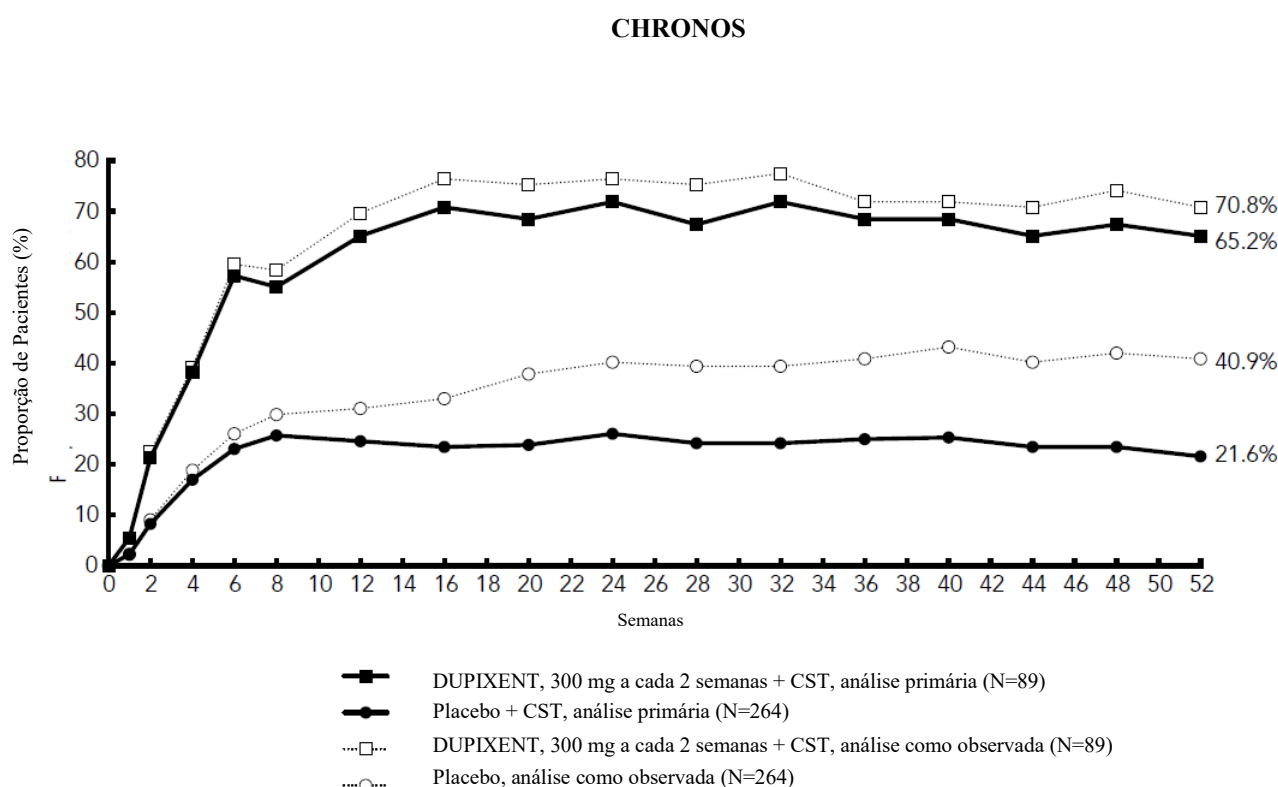 CHRONOS
Proporção de Pacientes (%)
F
80
70
60
50
40
30
20
10
0
70.8%
65.2%
40.9%
21.6%
0 2 4 6 8 10 12 14 16 18 20 22 24 26 28 30 32 34 36 38 40 42 44 46 48 50 52
Semanas
DUPIXENT, 300 mg a cada 2 semanas + CST, análise primária (N=89)
Placebo + CST, análise primária (N=264)
DUPIXENT, 300 mg a cada 2 semanas + CST, análise como observada (N=89)
Placebo, análise como observada (N=264)